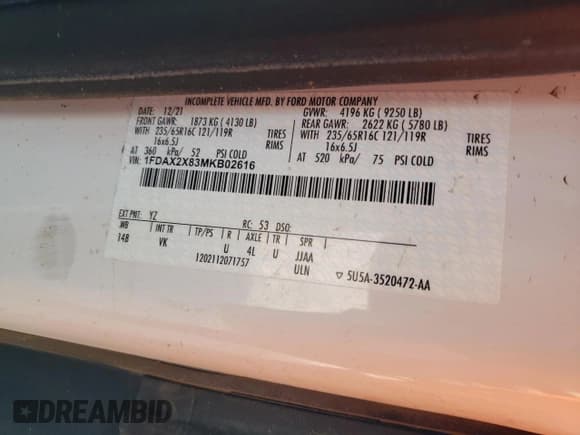 INCOMPLETE VEHICLE MFD. BY FORD MOTOR COMPANY
DATE: 12/21 GVWR: 4196 KG ( 9250 LB)
FRONT GAWR: 1873 KG ( 4130 LB) REAR GAWR: 2622 KG ( 5780 LB)
WITH 235/65R16C 121/119R TIRES WITH 235/65R16C 121/119R TIRES
16x6.5J RIMS 16x6.5J RIMS
AT 360 kPa/ 52 PSI COLD AT 520 kPa/ 75 PSI COLD
VIN: 1FDAX2X83MKB02616
EXT PNT: YZ RC: 53 DSO:
WB INT TR TP/PS R AXLE TR SPR
148 VK U 4L U JJAA
1202112071757 ULN ▽ 5U5A-3520472-AA
DREAMBID